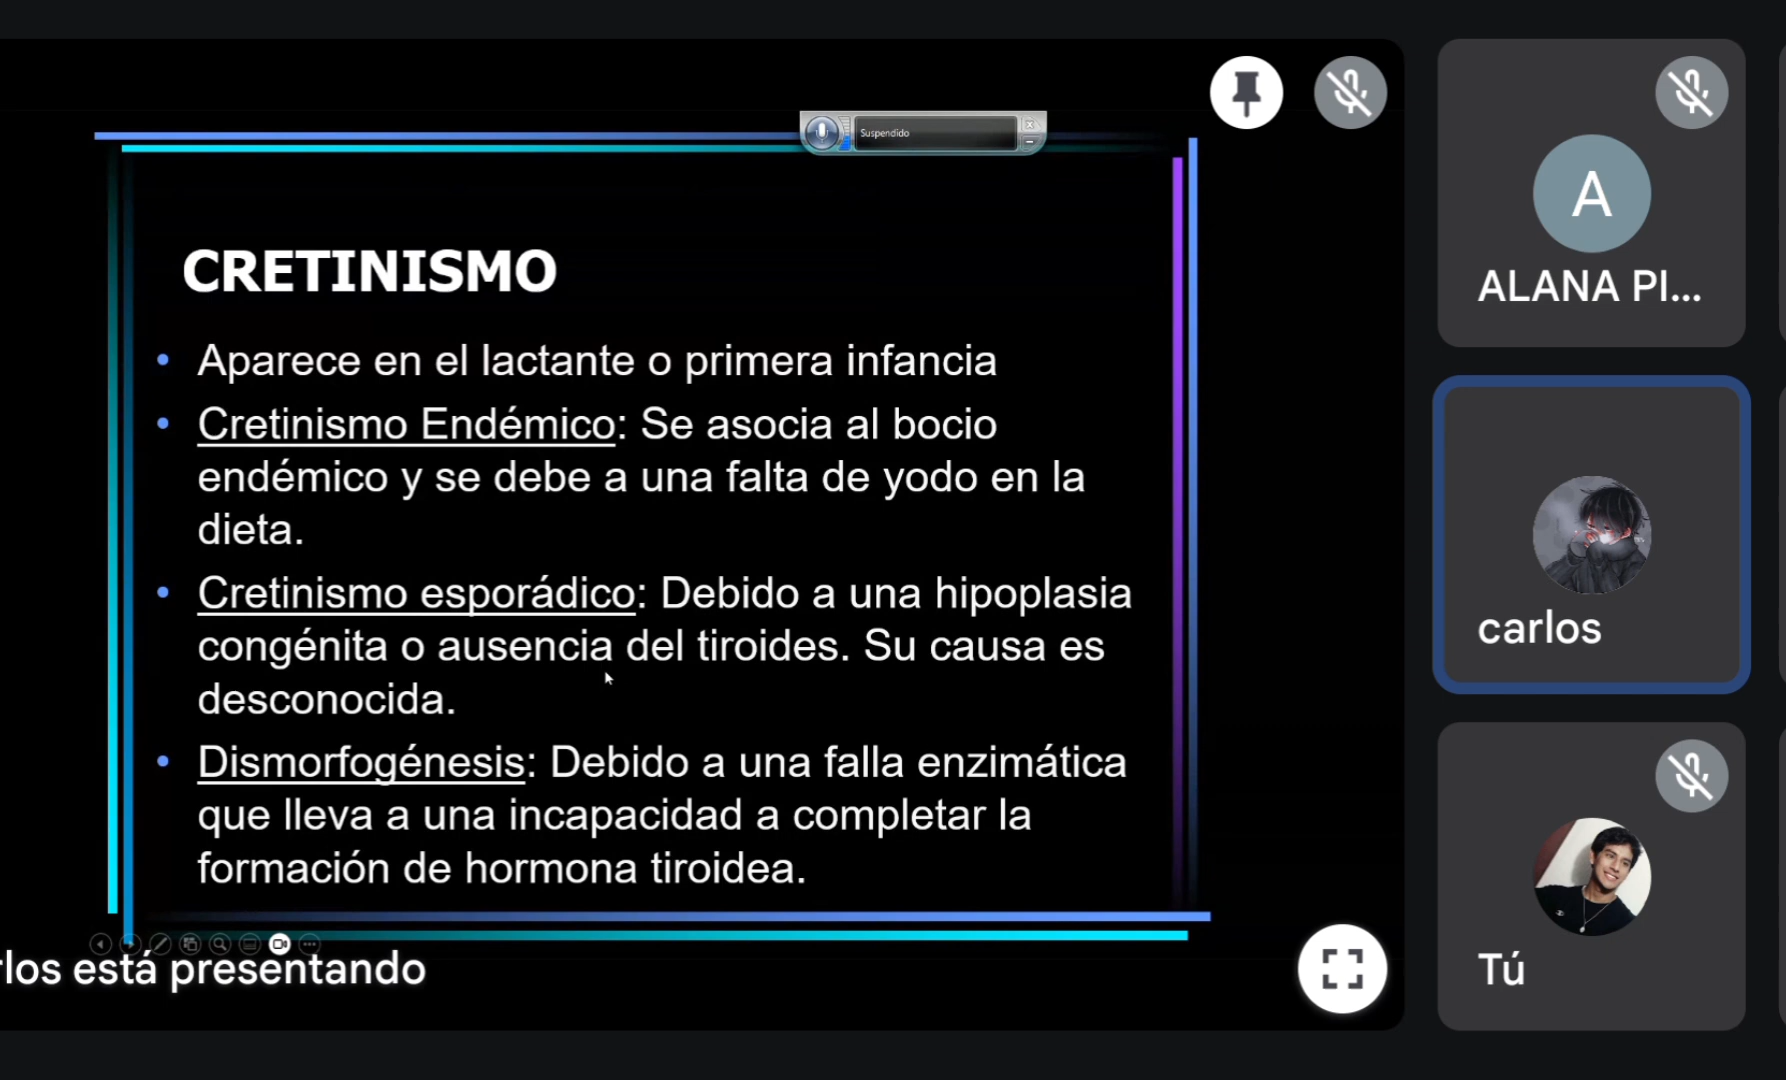 Suspendido
CRETINISMO
• Aparece en el lactante o primera infancia
• Cretinismo Endémico: Se asocia al bocio
endémico y se debe a una falta de yodo en la
dieta.
• Cretinismo esporádico: Debido a una hipoplasia
congénita o ausencia del tiroides. Su causa es
desconocida.
• Dismorfogénesis: Debido a una falla enzimática
que lleva a una incapacidad a completar la
formación de hormona tiroidea.
los está presentando
A
ALANA PI...
carlos
Tú